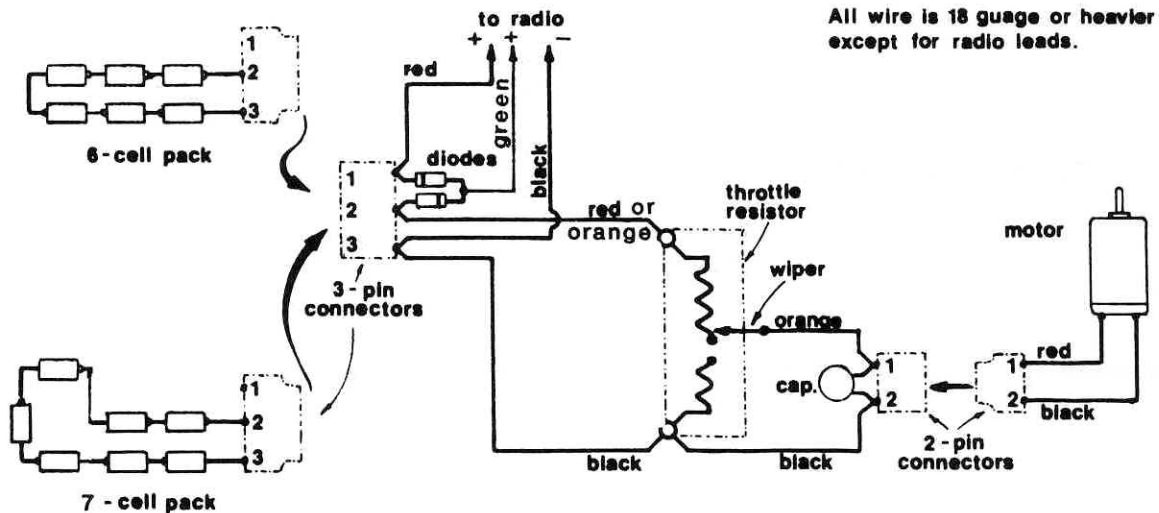 All wire is 18 guage or heavier
except for radio leads.
to radio
+ + −
red
green
black
1
2
3
6-cell pack
diodes
1
2
3
3-pin
connectors
red or
orange
throttle
resistor
wiper
orange
motor
cap.
1
2
1
2
red
black
2-pin
connectors
black
black
1
2
3
7-cell pack